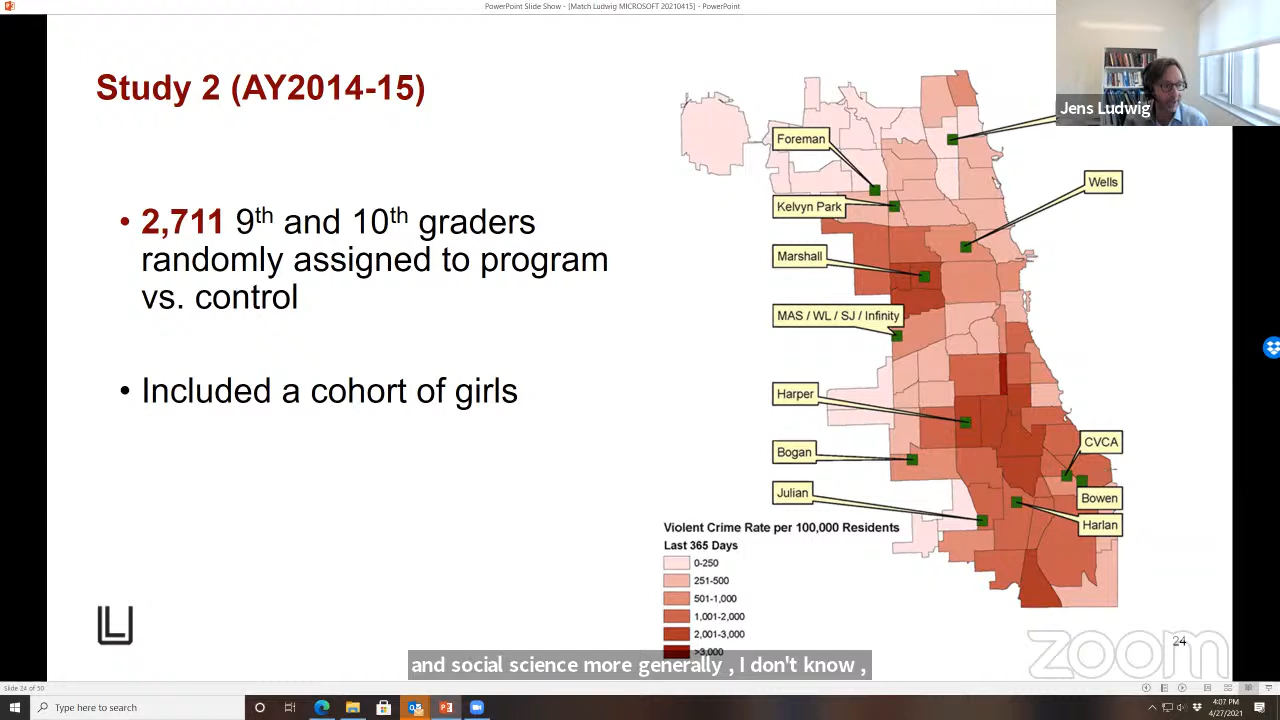 PowerPoint Slide Show - [Match Ludwig MICROSOFT 20210415] - PowerPoint
Study 2 (AY2014-15)
• 2,711 9th and 10th graders
randomly assigned to program
vs. control
• Included a cohort of girls
Jens Ludwig
Foreman
Wells
Kelvyn Park
Marshall
MAS / WL / SJ / Infinity
Harper
CVCA
Bogan
Julian
Bowen
Harlan
Violent Crime Rate per 100,000 Residents
Last 365 Days
0-250
251-500
501-1,000
1,001-2,000
2,001-3,000
>3,000
24
zoom
and social science more generally , I don't know ,
Slide 24 of 50
Type here to search
4:07 PM
4/27/2021